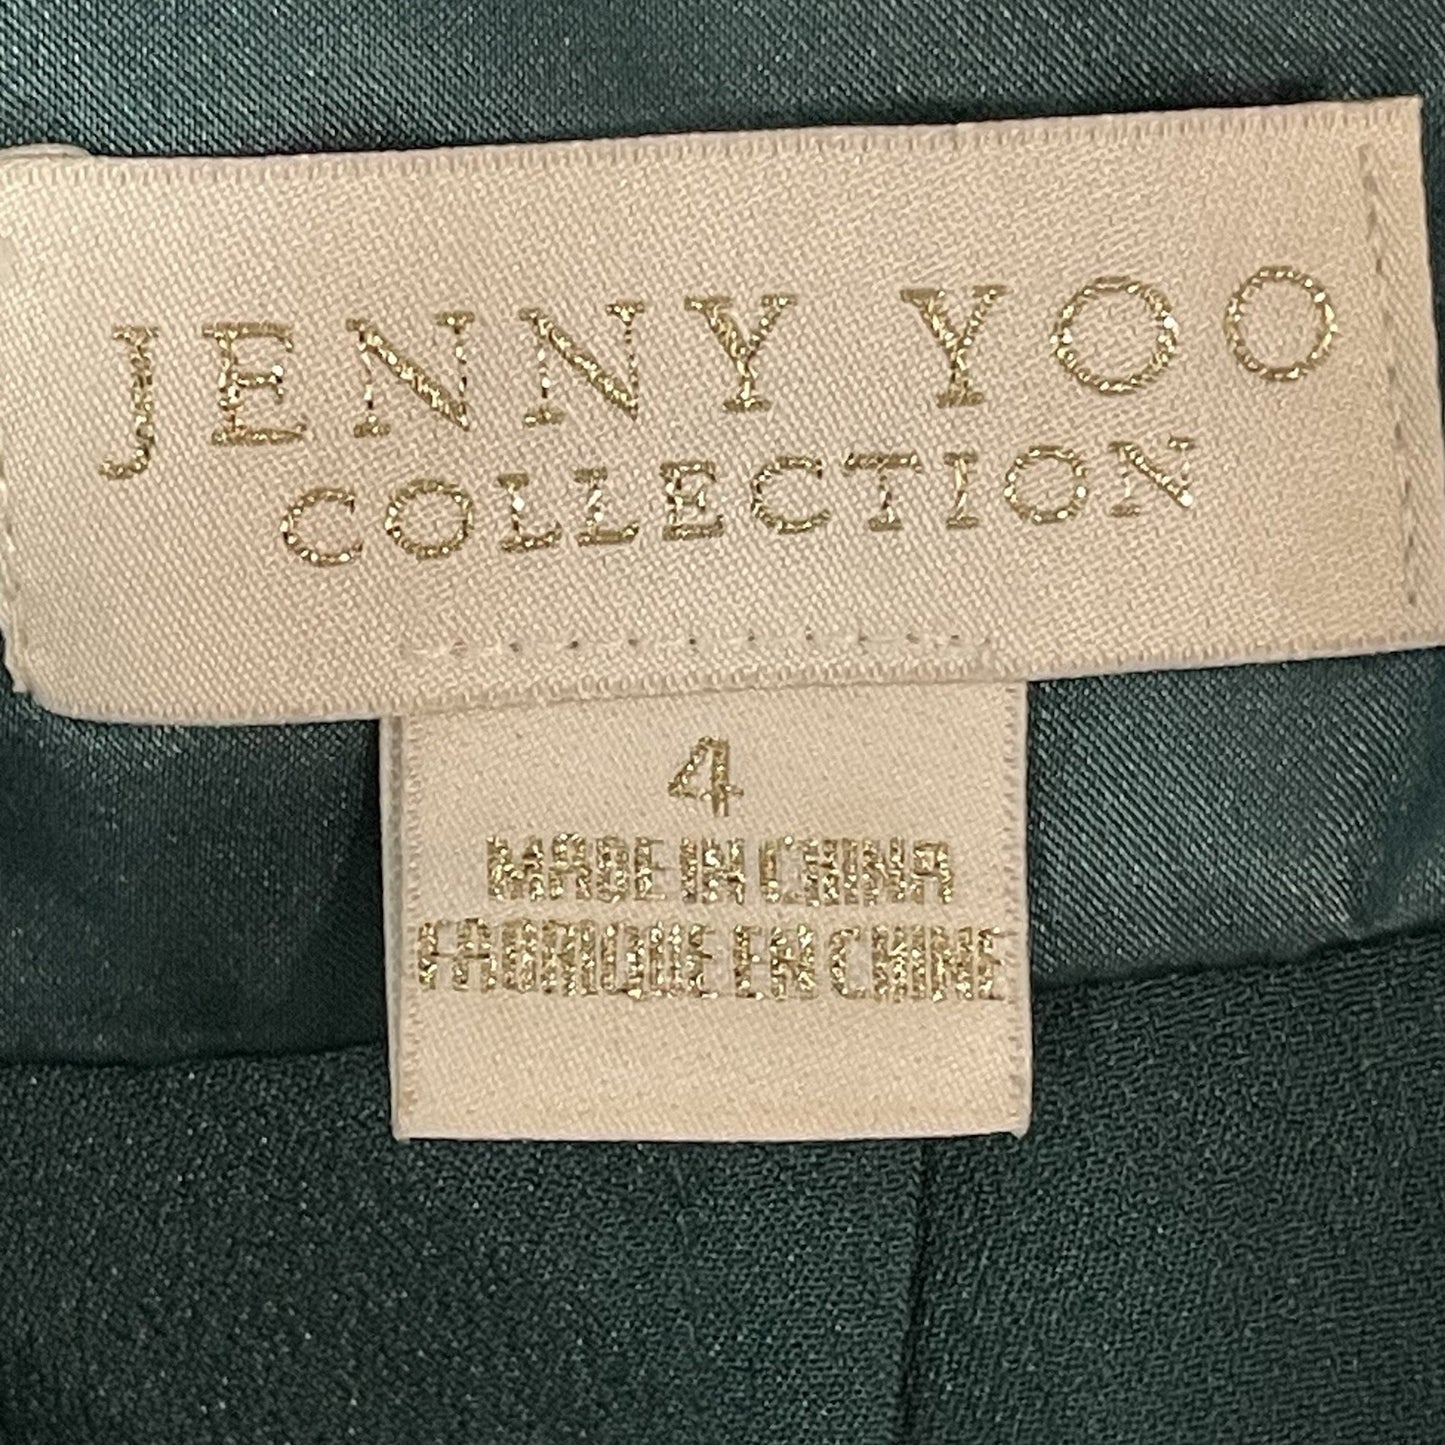 JENNY YOO
COLLECTION
4
MADE IN CHINA
FABRIQUE EN CHINE